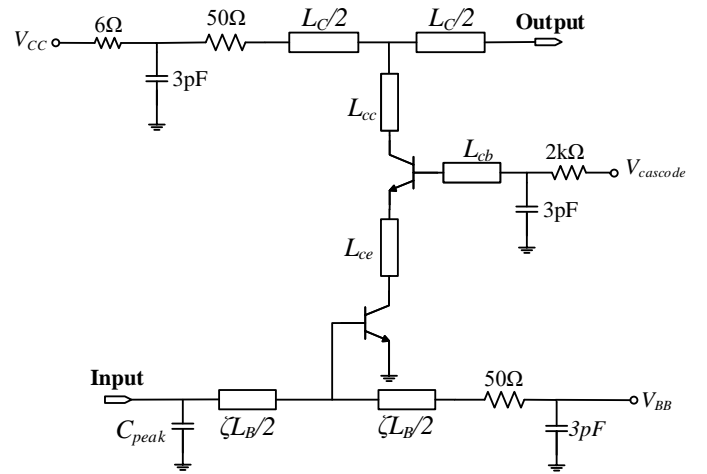 L_C/2 L_C/2 Output
6Ω 50Ω
V_CC
3pF
L_cc
L_cb 2kΩ
V_cascode
3pF
L_ce
Input 50Ω
V_BB
C_peak ζL_B/2 ζL_B/2 3pF